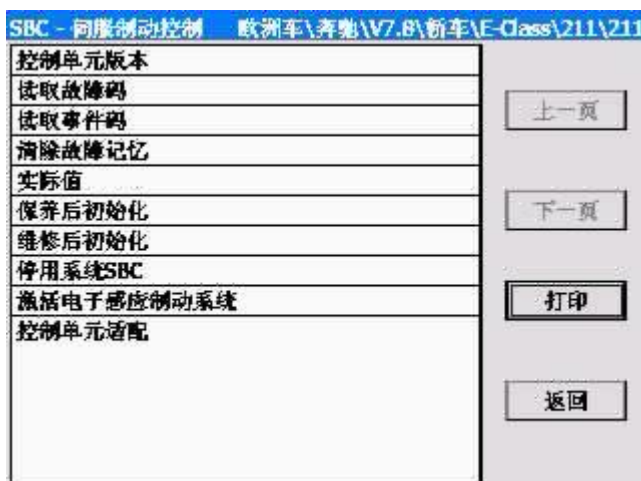 SBC - 伺服制动控制 欧洲车\奔驰\V7.8\轿车\E-Class\211\211
控制单元版本
读取故障码
读取事件码
清除故障记忆
实际值
保养后初始化
维修后初始化
停用系统SBC
激活电子感应制动系统
控制单元适配
上一页
下一页
打印
返回